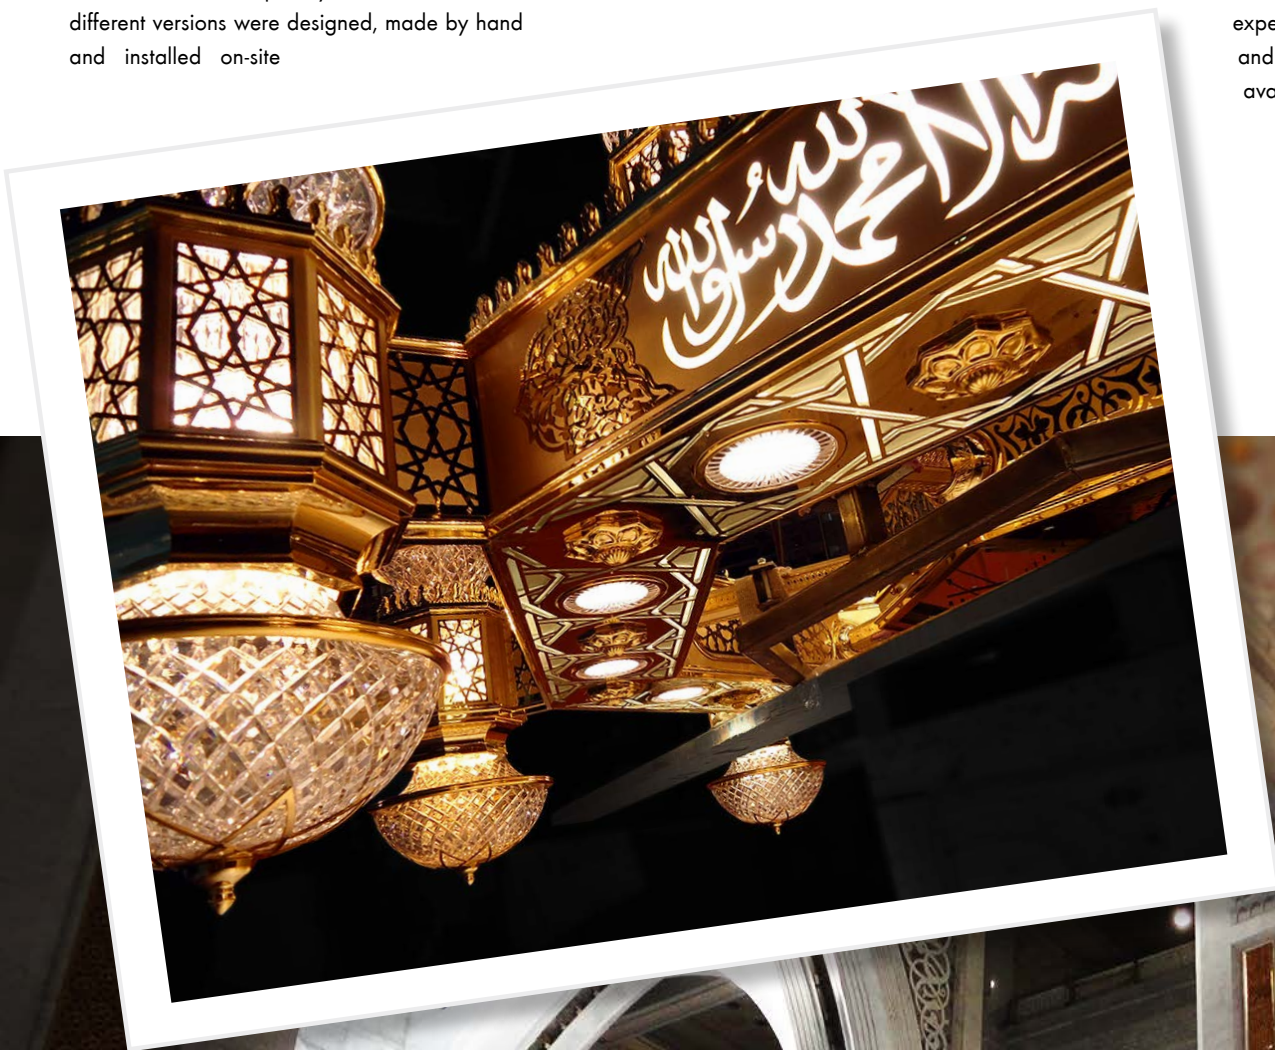 different versions were designed, made by hand
and installed on-site
محمد رسول الله